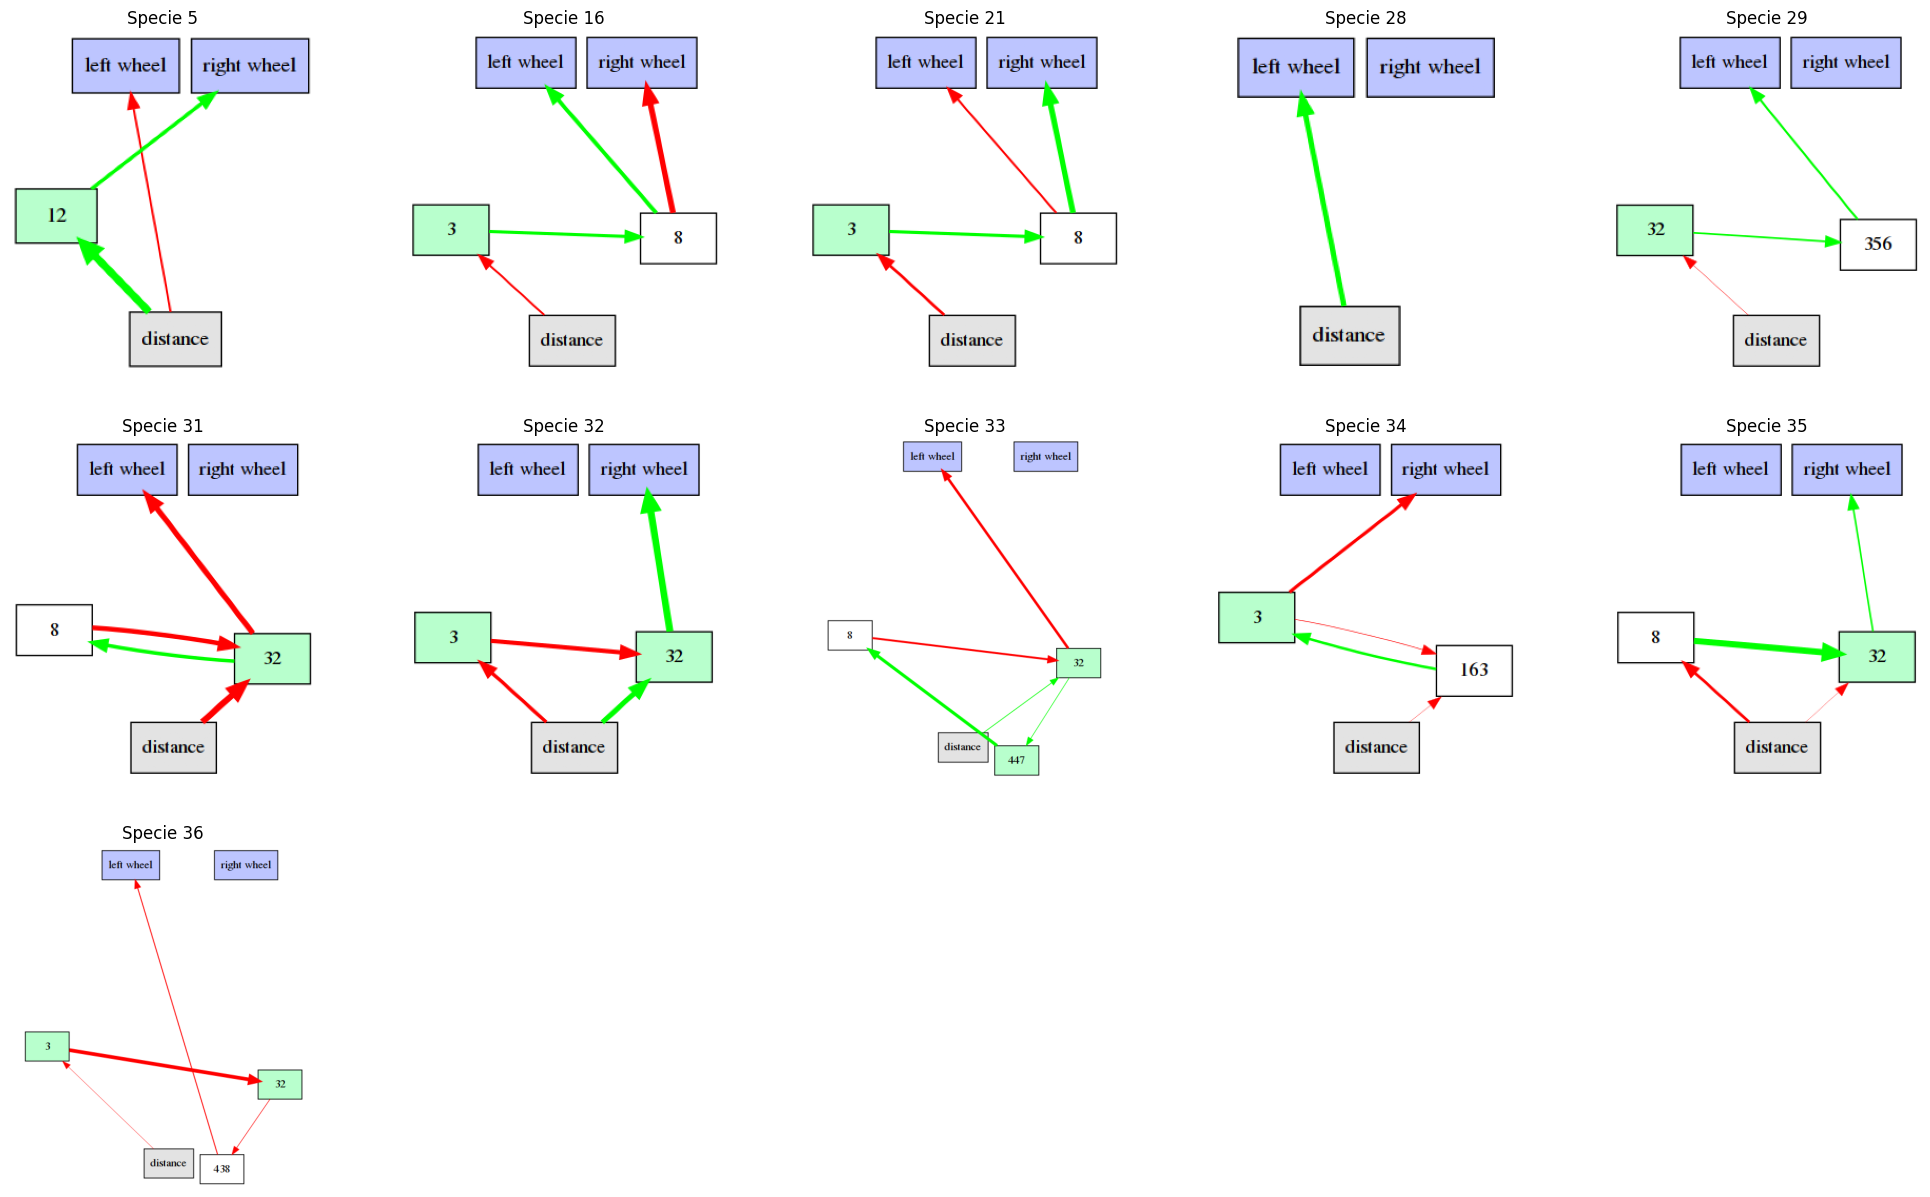 Specie 5
left wheel
right wheel
12
distance
Specie 16
left wheel
right wheel
3
8
distance
Specie 21
left wheel
right wheel
3
8
distance
Specie 28
left wheel
right wheel
distance
Specie 29
left wheel
right wheel
32
356
distance
Specie 31
left wheel
right wheel
8
32
distance
Specie 32
left wheel
right wheel
3
32
distance
Specie 33
left wheel
right wheel
8
32
distance
447
Specie 34
left wheel
right wheel
3
163
distance
Specie 35
left wheel
right wheel
8
32
distance
Specie 36
left wheel
right wheel
3
32
distance
438